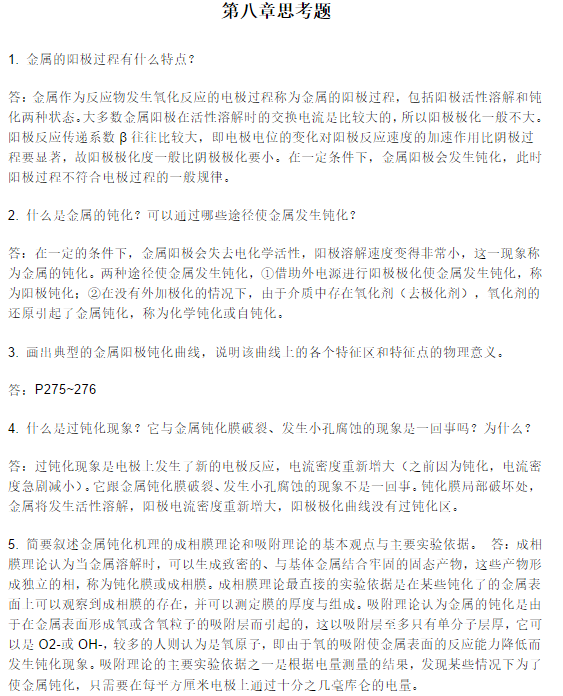 第八章思考题
1. 金属的阳极过程有什么特点？
答：金属作为反应物发生氧化反应的电极过程称为金属的阳极过程，包括阳极活性溶解和钝
化两种状态。大多数金属阳极在活性溶解时的交换电流是比较大的，所以阳极极化一般不大。
阳极反应传递系数 β 往往比较大，即电极电位的变化对阳极反应速度的加速作用比阴极过
程要显著，故阳极极化度一般比阴极极化要小。在一定条件下，金属阳极会发生钝化，此时
阳极过程不符合电极过程的一般规律。
2. 什么是金属的钝化？可以通过哪些途径使金属发生钝化？
答：在一定的条件下，金属阳极会失去电化学活性，阳极溶解速度变得非常小，这一现象称
为金属的钝化。两种途径使金属发生钝化，①借助外电源进行阳极极化使金属发生钝化，称
为阳极钝化；②在没有外加极化的情况下，由于介质中存在氧化剂（去极化剂），氧化剂的
还原引起了金属钝化，称为化学钝化或自钝化。
3. 画出典型的金属阳极钝化曲线，说明该曲线上的各个特征区和特征点的物理意义。
答：P275~276
4. 什么是过钝化现象？它与金属钝化膜破裂、发生小孔腐蚀的现象是一回事吗？为什么？
答：过钝化现象是电极上发生了新的电极反应，电流密度重新增大（之前因为钝化，电流密
度急剧减小）。它跟金属钝化膜破裂、发生小孔腐蚀的现象不是一回事。钝化膜局部破坏处，
金属将发生活性溶解，阳极电流密度重新增大，阳极极化曲线没有过钝化区。
5. 简要叙述金属钝化机理的成相膜理论和吸附理论的基本观点与主要实验依据。 答：成相
膜理论认为当金属溶解时，可以生成致密的、与基体金属结合牢固的固态产物，这些产物形
成独立的相，称为钝化膜或成相膜。成相膜理论最直接的实验依据是在某些钝化了的金属表
面上可以观察到成相膜的存在，并可以测定膜的厚度与组成。吸附理论认为金属的钝化是由
于在金属表面形成氧或含氧粒子的吸附层而引起的，这以吸附层至多只有单分子层厚，它可
以是 O2-或 OH-，较多的人则认为是氧原子，即由于氧的吸附使金属表面的反应能力降低而
发生钝化现象。吸附理论的主要实验依据之一是根据电量测量的结果，发现某些情况下为了
使金属钝化，只需要在每平方厘米电极上通过十分之几毫库仑的电量。